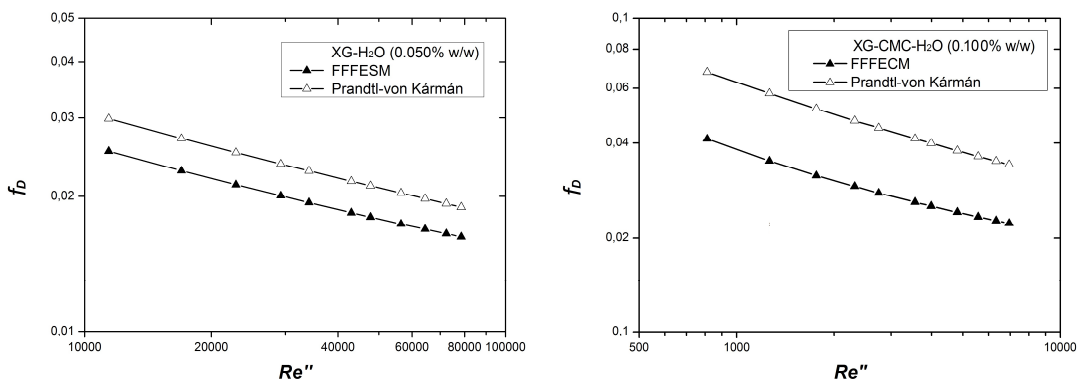 0,05
0,04
0,03
0,02
0.01
f_D
XG-H₂O (0.050% w/w)
FFFESM
Prandtl-von Kármán
10000
20000
40000
60000
80000
100000
Re"
0,1
0,08
0,06
0,04
0,02
0.1
f_D
XG-CMC-H₂O (0.100% w/w)
FFFECM
Prandtl-von Kármán
500
1000
10000
Re"